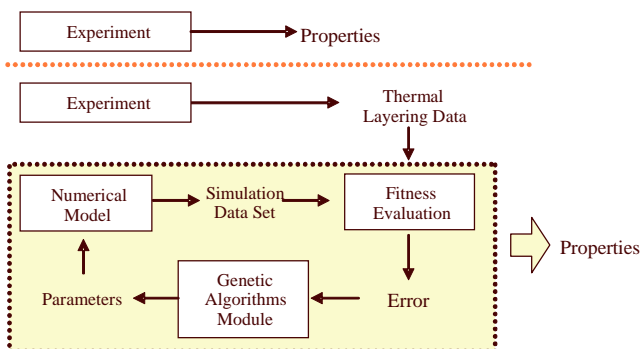 Experiment
Properties
Experiment
Thermal
Layering Data
Numerical
Model
Simulation
Data Set
Fitness
Evaluation
Properties
Parameters
Genetic
Algorithms
Module
Error